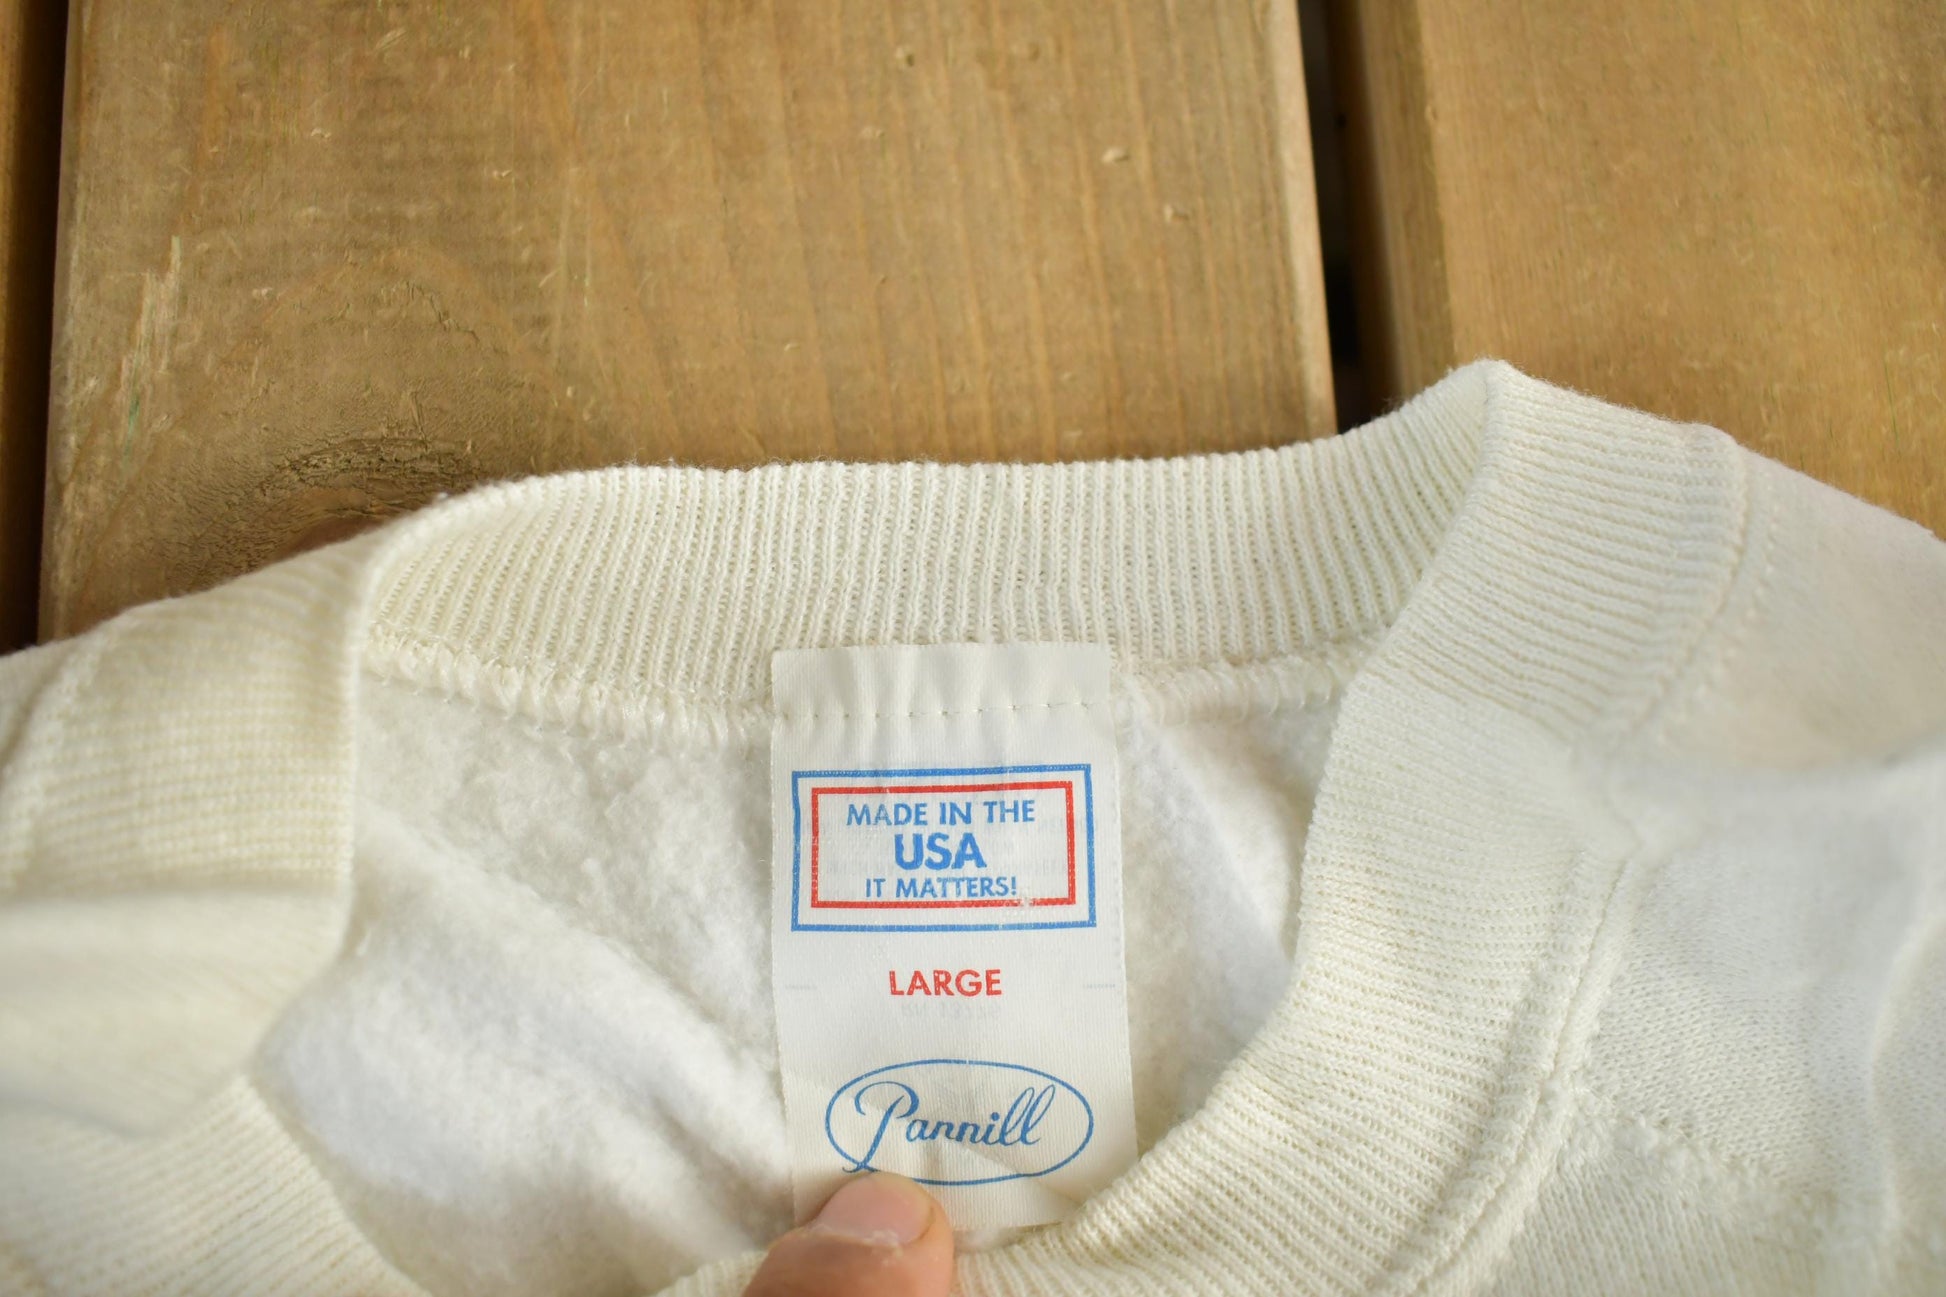 MADE IN THE
USA
IT MATTERS!
LARGE
Pannill